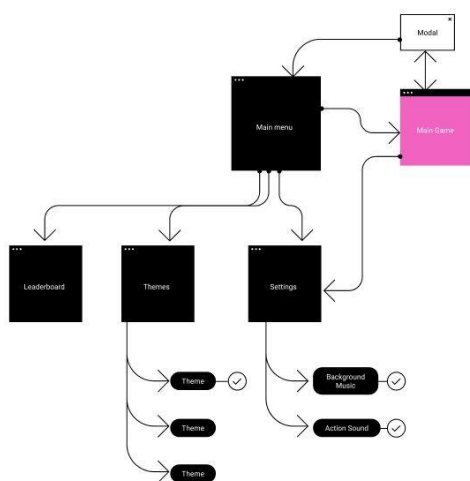 Modal
Main menu
Main Game
Leaderboard
Themes
Settings
Theme
Background
Music
Theme
Action Sound
Theme